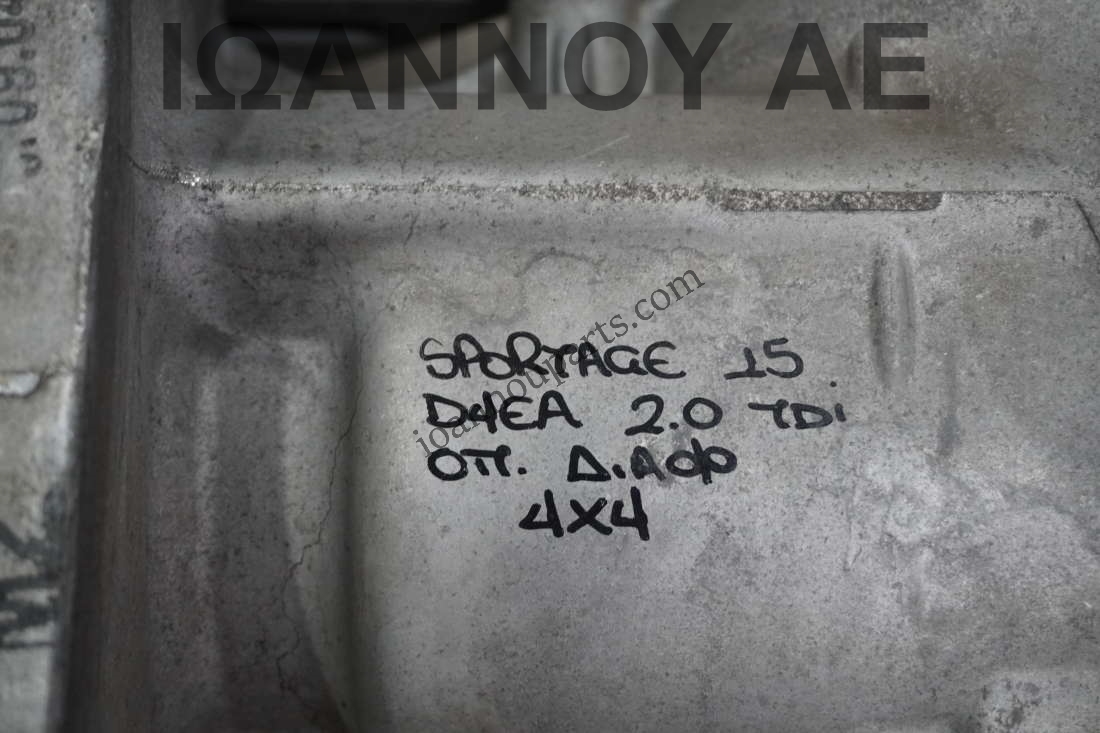 ΙΩΑΝΝΟΥ ΑΕ
ioannouparts.com
SPORTAGE 15
D4EA 2.0 TDi
ΟΠ. Δ.ΑΦ
4X4